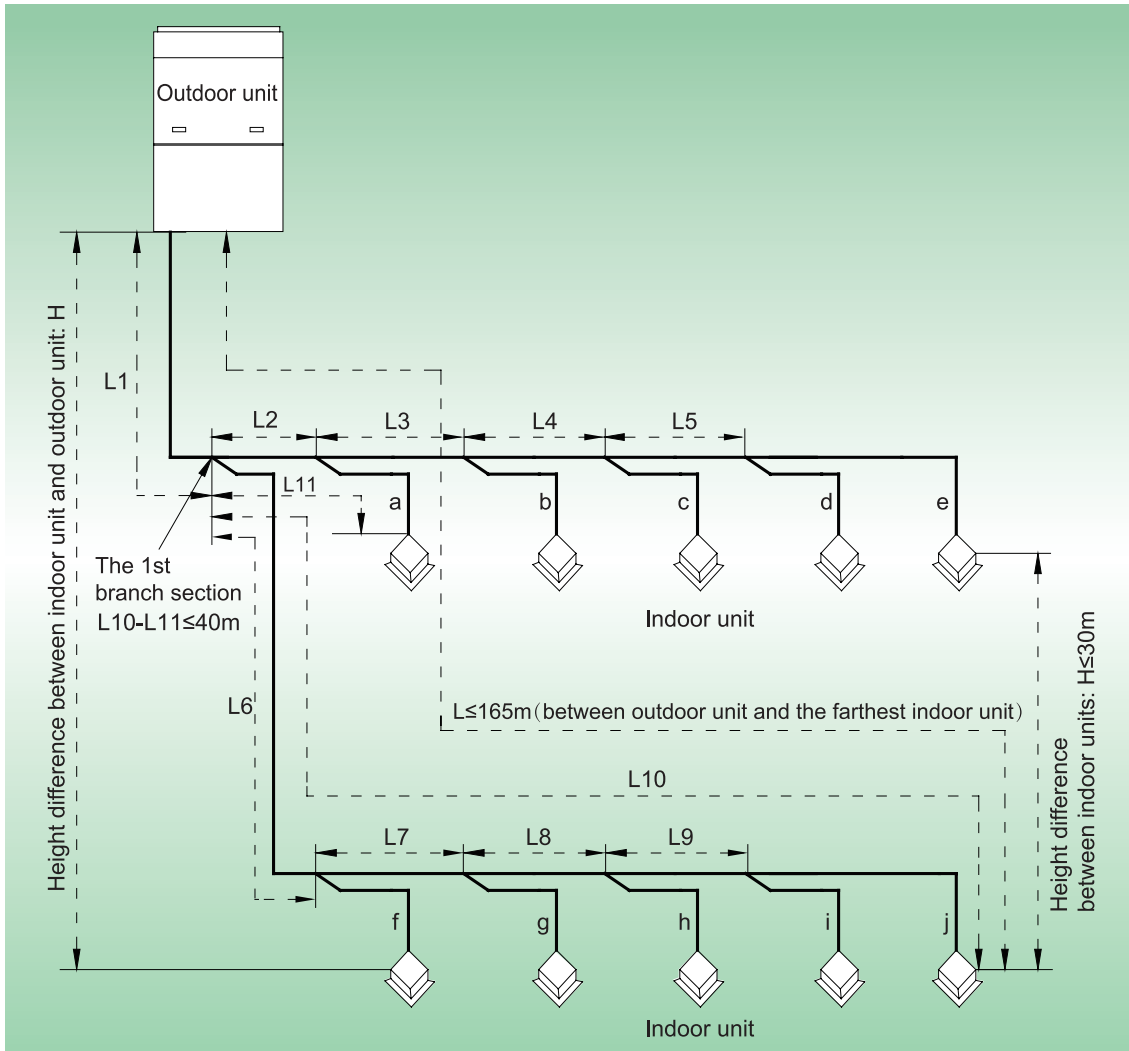 Outdoor unit
Height difference between indoor unit and outdoor unit: H
L1
L2
L3
L4
L5
L11
a
b
c
d
e
The 1st
branch section
L10-L11≤40m
Indoor unit
L6
L≤165m(between outdoor unit and the farthest indoor unit)
Height difference
between indoor units: H≤30m
L10
L7
L8
L9
f
g
h
i
j
Indoor unit